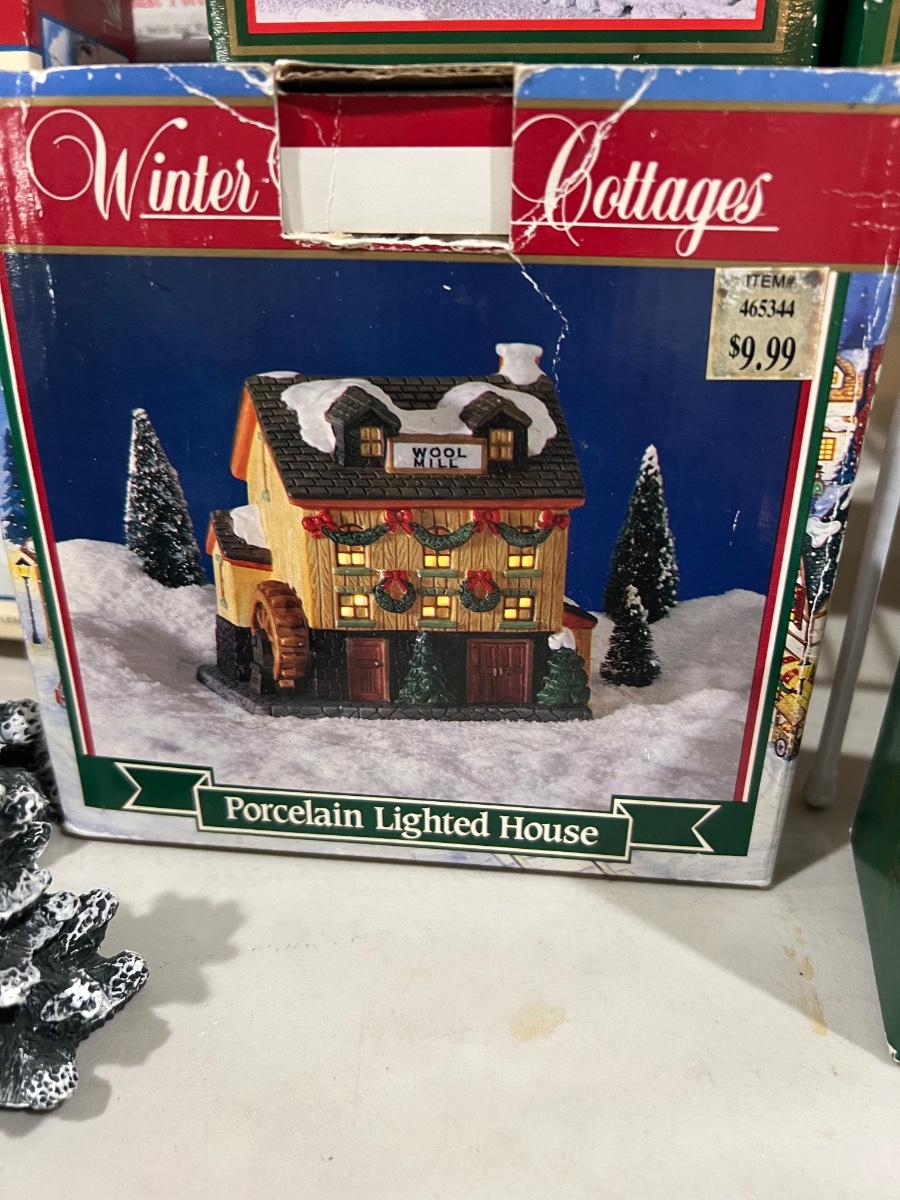 Winter Cottages
ITEM#
465344
$9.99
WOOL
MILL
Porcelain Lighted House